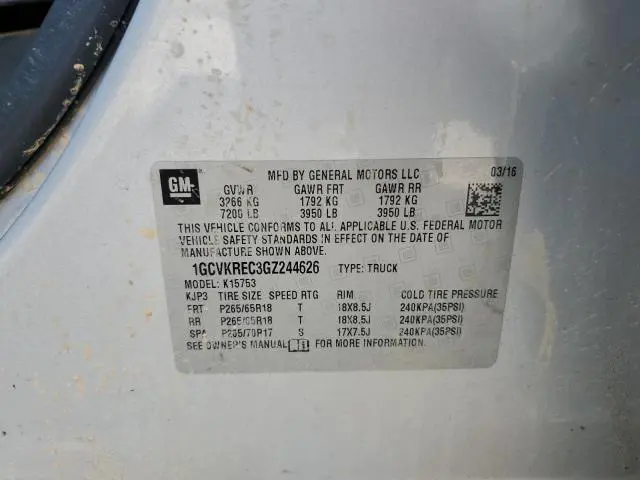 GM
MFD BY GENERAL MOTORS LLC 03/16
GVWR GAWR FRT GAWR RR
3266 KG 1792 KG 1792 KG
7200 LB 3950 LB 3950 LB
THIS VEHICLE CONFORMS TO ALL APPLICABLE U.S. FEDERAL MOTOR
VEHICLE SAFETY STANDARDS IN EFFECT ON THE DATE OF
MANUFACTURE SHOWN ABOVE.
1GCVKREC3GZ244626 TYPE: TRUCK
MODEL: K15753
KJP3 TIRE SIZE SPEED RTG RIM COLD TIRE PRESSURE
FRT P265/65R18 T 18X8.5J 240KPA(35PSI)
RR P265/65R18 T 18X8.5J 240KPA(35PSI)
SPA P265/70R17 S 17X7.5J 240KPA(35PSI)
SEE OWNER'S MANUAL FOR MORE INFORMATION.